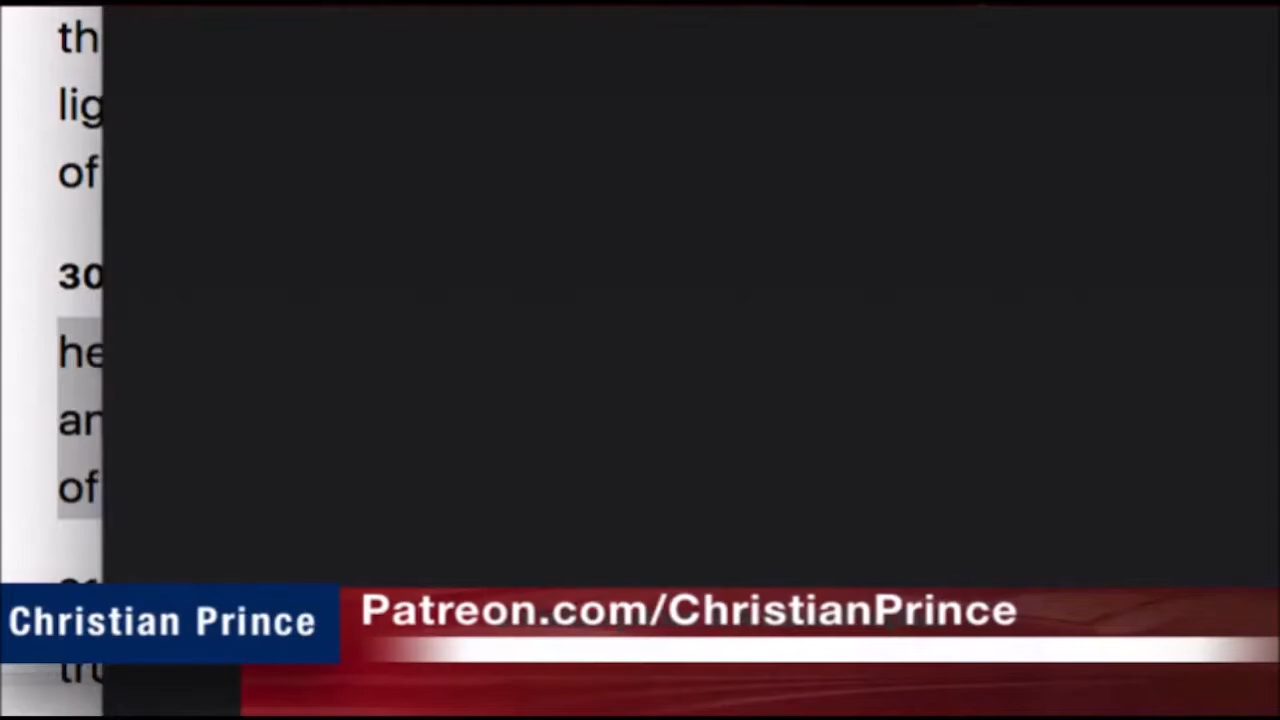 th
lig
of
30
he
an
of
Christian Prince
Patreon.com/ChristianPrince